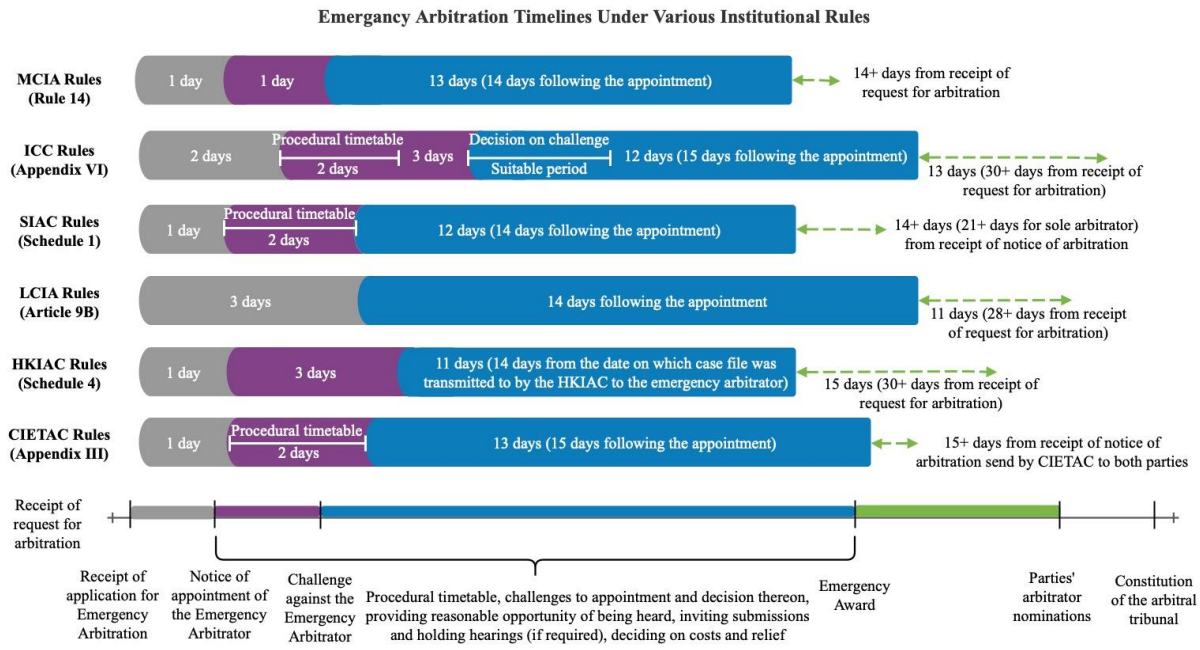 Emergancy Arbitration Timelines Under Various Institutional Rules
MCIA Rules
(Rule 14)
1 day
1 day
13 days (14 days following the appointment)
14+ days from receipt of
request for arbitration
ICC Rules
(Appendix VI)
2 days
Procedural timetable
2 days
3 days
Decision on challenge
Suitable period
12 days (15 days following the appointment)
13 days (30+ days from receipt of
request for arbitration)
SIAC Rules
(Schedule 1)
1 day
Procedural timetable
2 days
12 days (14 days following the appointment)
14+ days (21+ days for sole arbitrator)
from receipt of notice of arbitration
LCIA Rules
(Article 9B)
3 days
14 days following the appointment
11 days (28+ days from receipt
of request for arbitration)
HKIAC Rules
(Schedule 4)
1 day
3 days
11 days (14 days from the date on which case file was
transmitted to by the HKIAC to the emergency arbitrator)
15 days (30+ days from receipt of
request for arbitration)
CIETAC Rules
(Appendix III)
1 day
Procedural timetable
2 days
13 days (15 days following the appointment)
15+ days from receipt of notice of
arbitration send by CIETAC to both parties
Receipt of
request for
arbitration
Receipt of
application for
Emergency
Arbitration
Notice of
appointment of
the Emergency
Arbitrator
Challenge
against the
Emergency
Arbitrator
Procedural timetable, challenges to appointment and decision thereon,
providing reasonable opportunity of being heard, inviting submissions
and holding hearings (if required), deciding on costs and relief
Emergency
Award
Parties'
arbitrator
nominations
Constitution
of the arbitral
tribunal